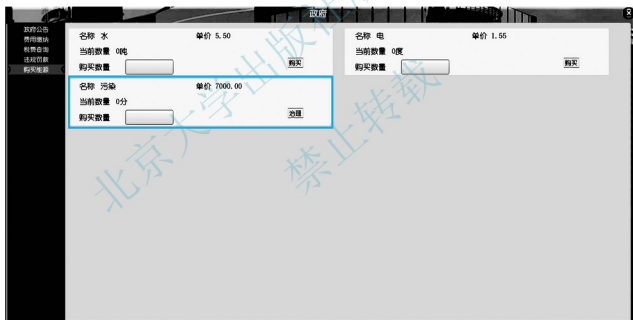 政府
政府公告
费用缴纳
税费查询
违规罚款
购买能源
名称 水 单价 5.50
当前数量 0吨
购买数量 购买
名称 电 单价 1.55
当前数量 0度
购买数量 购买
名称 污染 单价 7000.00
当前数量 0分
购买数量 治理
北京大学出版社
禁止转载